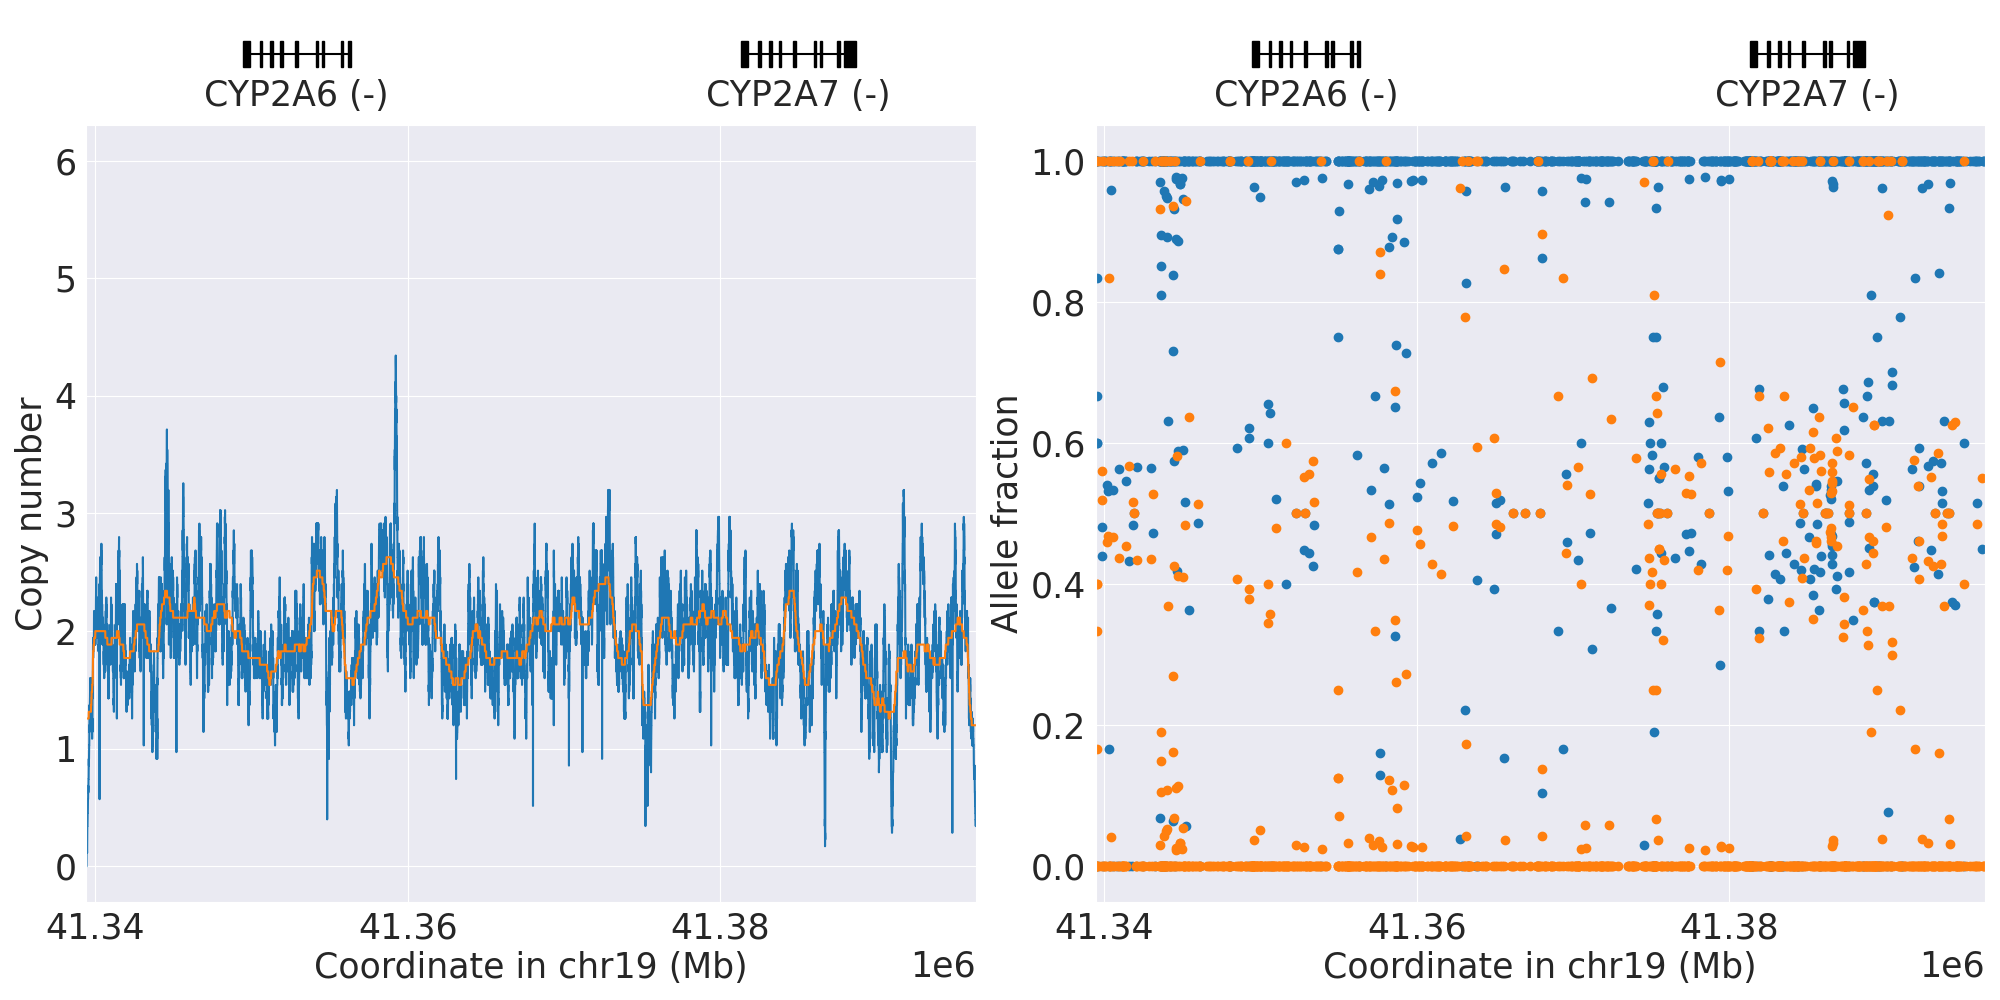 CYP2A6 (-)
CYP2A7 (-)
Copy number
6
5
4
3
2
1
0
41.34
41.36
41.38
Coordinate in chr19 (Mb)
1e6
CYP2A6 (-)
CYP2A7 (-)
Allele fraction
1.0
0.8
0.6
0.4
0.2
0.0
41.34
41.36
41.38
Coordinate in chr19 (Mb)
1e6